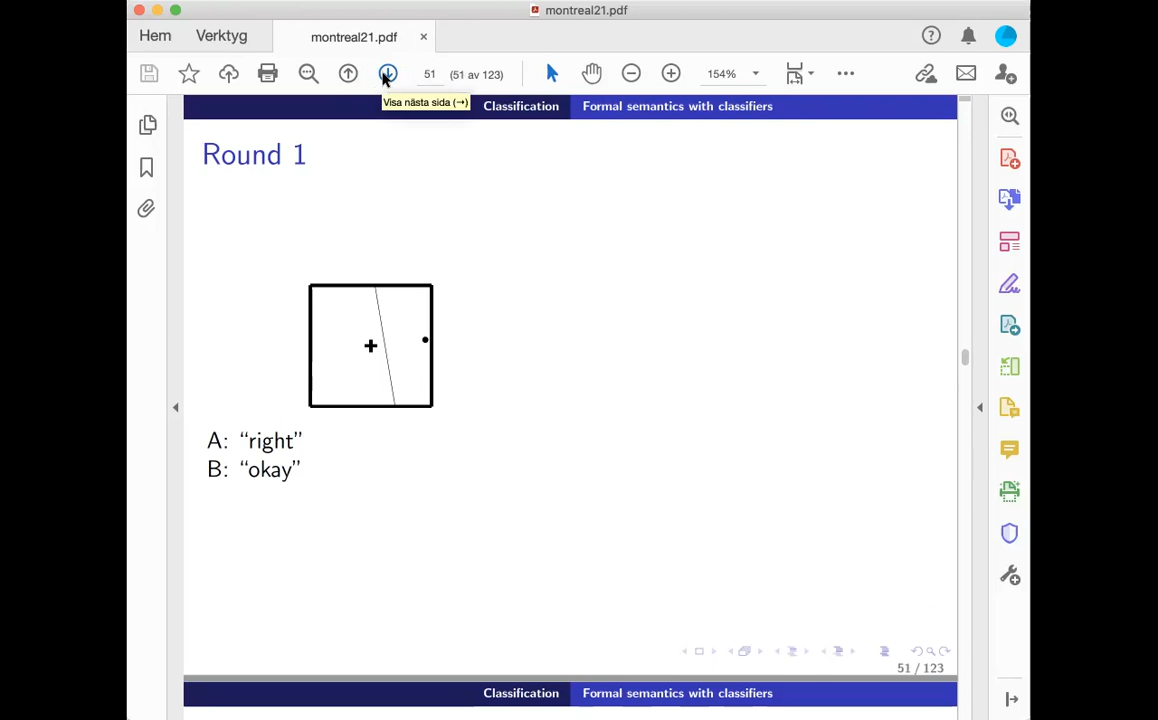 montreal21.pdf
Hem Verktyg montreal21.pdf ×
51 (51 av 123) 154%
Visa nästa sida (→)
Classification Formal semantics with classifiers
Round 1
A: “right”
B: “okay”
51 / 123
Classification Formal semantics with classifiers